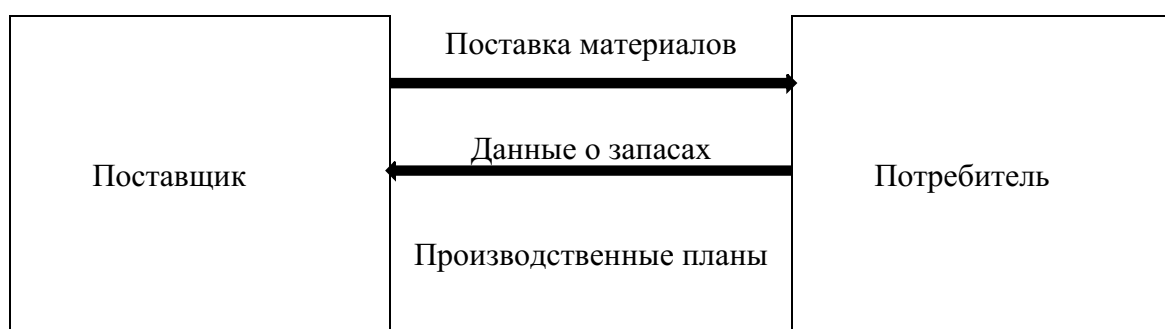 Поставка материалов
Данные о запасах
Поставщик
Потребитель
Производственные планы